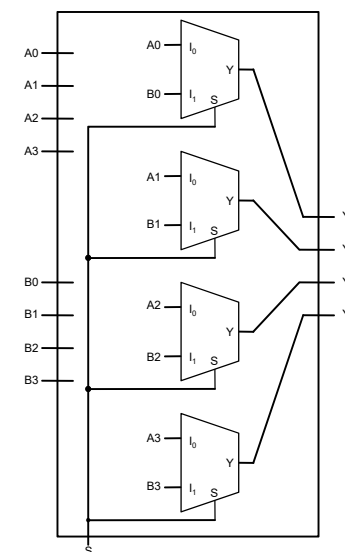 A0
A1
A2
A3
B0
B1
B2
B3
A0 I0
Y
B0 I1
S
A1 I0
Y
B1 I1
S
A2 I0
Y
B2 I1
S
A3 I0
Y
B3 I1
S